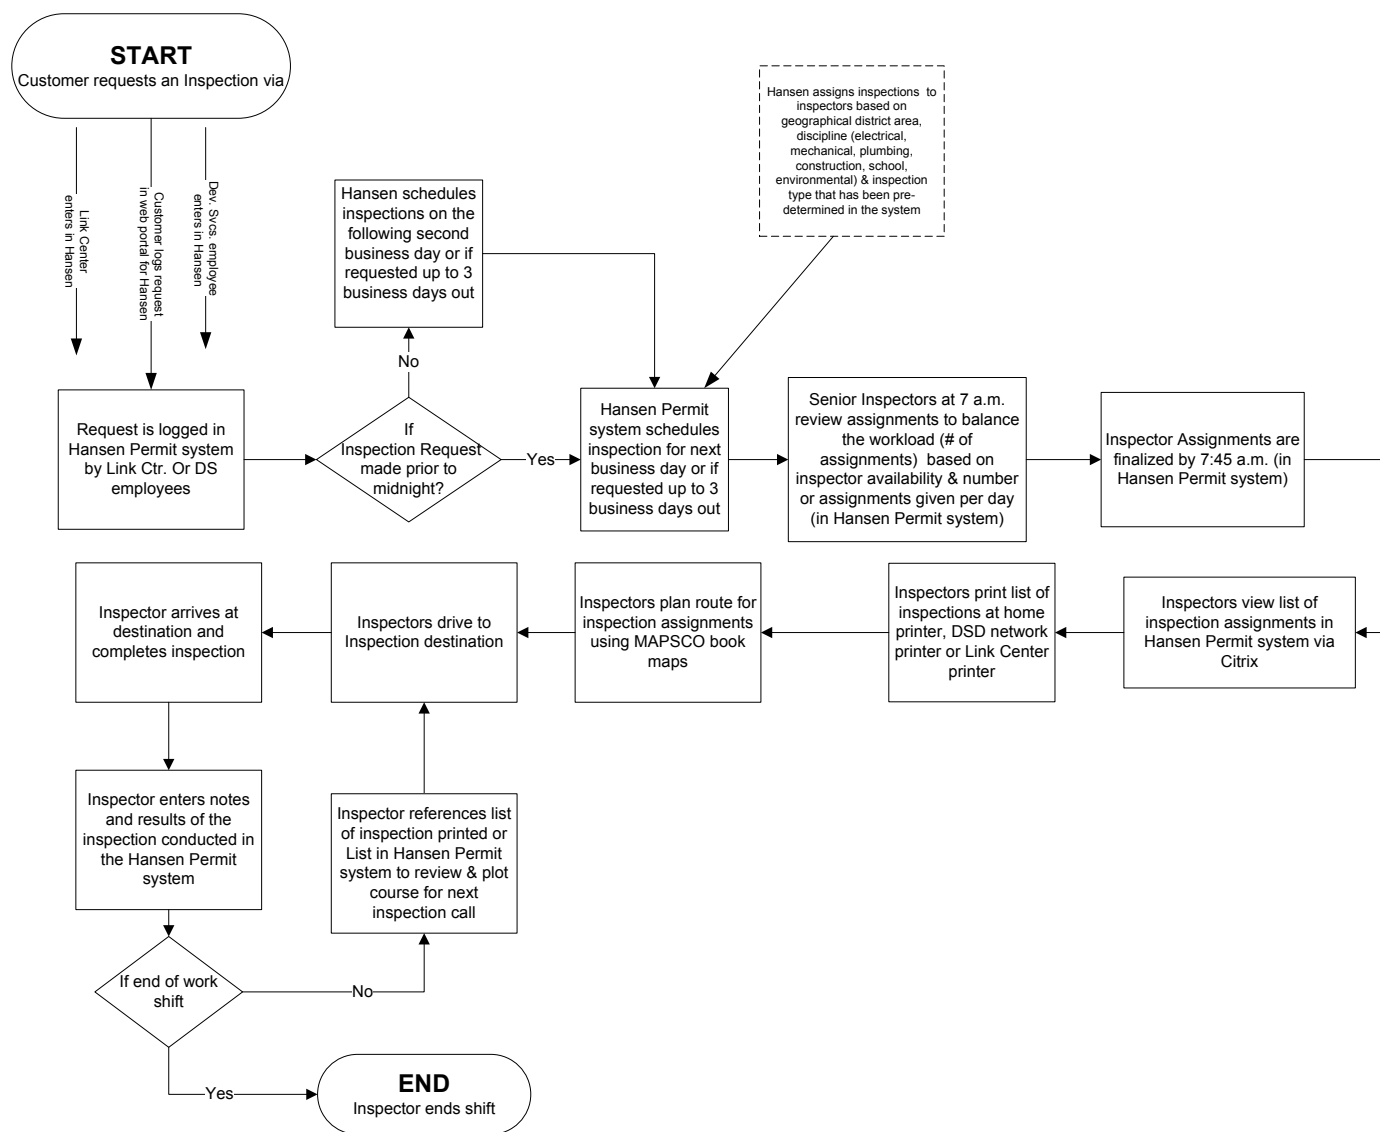 START
Customer requests an Inspection via
Link Center
enters in Hansen
Customer logs request
in web portal for Hansen
Dev. Svcs. employee
enters in Hansen
Hansen schedules
inspections on the
following second
business day or if
requested up to 3
business days out
Hansen assigns inspections to
inspectors based on
geographical district area,
discipline (electrical,
mechanical, plumbing,
construction, school,
environmental) & inspection
type that has been pre-
determined in the system
No
Request is logged in
Hansen Permit system
by Link Ctr. Or DS
employees
If
Inspection Request
made prior to
midnight?
Yes
Hansen Permit
system schedules
inspection for next
business day or if
requested up to 3
business days out
Senior Inspectors at 7 a.m.
review assignments to balance
the workload (# of
assignments) based on
inspector availability & number
or assignments given per day
(in Hansen Permit system)
Inspector Assignments are
finalized by 7:45 a.m. (in
Hansen Permit system)
Inspectors view list of
inspection assignments in
Hansen Permit system via
Citrix
Inspectors print list of
inspections at home
printer, DSD network
printer or Link Center
printer
Inspectors plan route for
inspection assignments
using MAPSCO book
maps
Inspectors drive to
Inspection destination
Inspector arrives at
destination and
completes inspection
Inspector enters notes
and results of the
inspection conducted in
the Hansen Permit
system
Inspector references list
of inspection printed or
List in Hansen Permit
system to review & plot
course for next
inspection call
If end of work
shift
No
Yes
END
Inspector ends shift